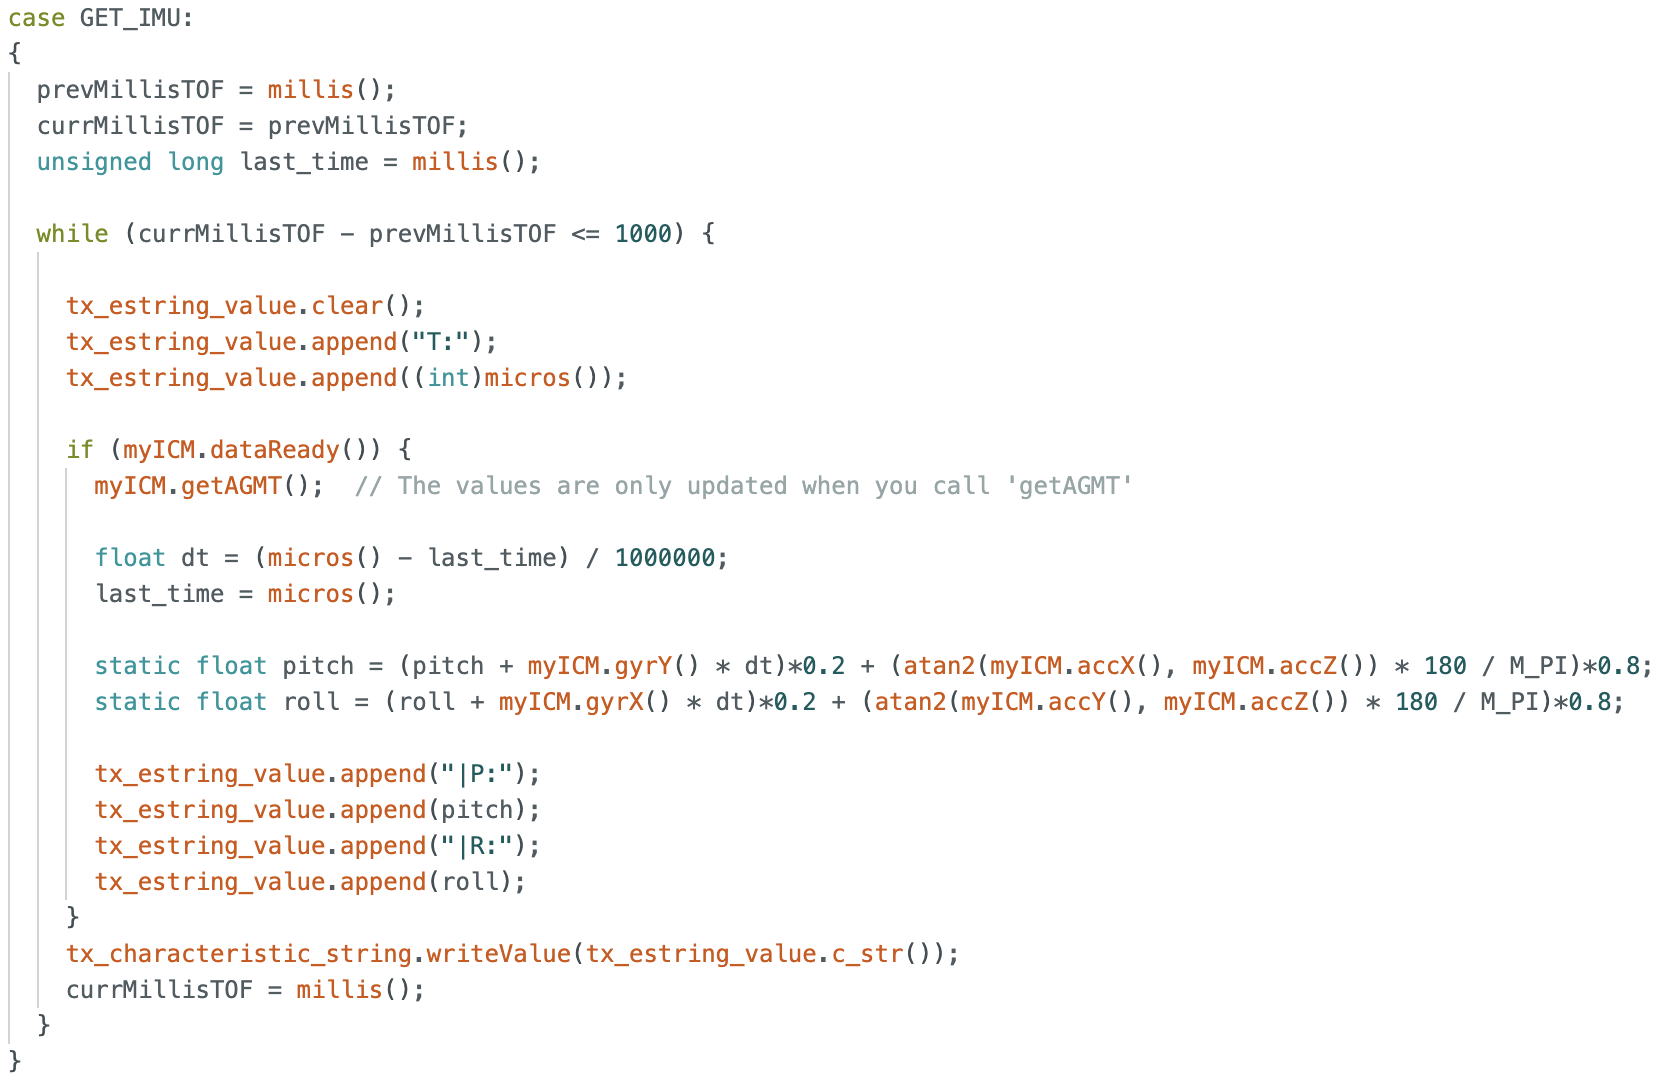 case GET_IMU:
{
  prevMillisTOF = millis();
  currMillisTOF = prevMillisTOF;
  unsigned long last_time = millis();

  while (currMillisTOF - prevMillisTOF <= 1000) {

    tx_estring_value.clear();
    tx_estring_value.append("T:");
    tx_estring_value.append((int)micros());

    if (myICM.dataReady()) {
      myICM.getAGMT();  // The values are only updated when you call 'getAGMT'

      float dt = (micros() - last_time) / 1000000;
      last_time = micros();

      static float pitch = (pitch + myICM.gyrY() * dt)*0.2 + (atan2(myICM.accX(), myICM.accZ()) * 180 / M_PI)*0.8;
      static float roll = (roll + myICM.gyrX() * dt)*0.2 + (atan2(myICM.accY(), myICM.accZ()) * 180 / M_PI)*0.8;

      tx_estring_value.append("|P:");
      tx_estring_value.append(pitch);
      tx_estring_value.append("|R:");
      tx_estring_value.append(roll);
    }
    tx_characteristic_string.writeValue(tx_estring_value.c_str());
    currMillisTOF = millis();
  }
}